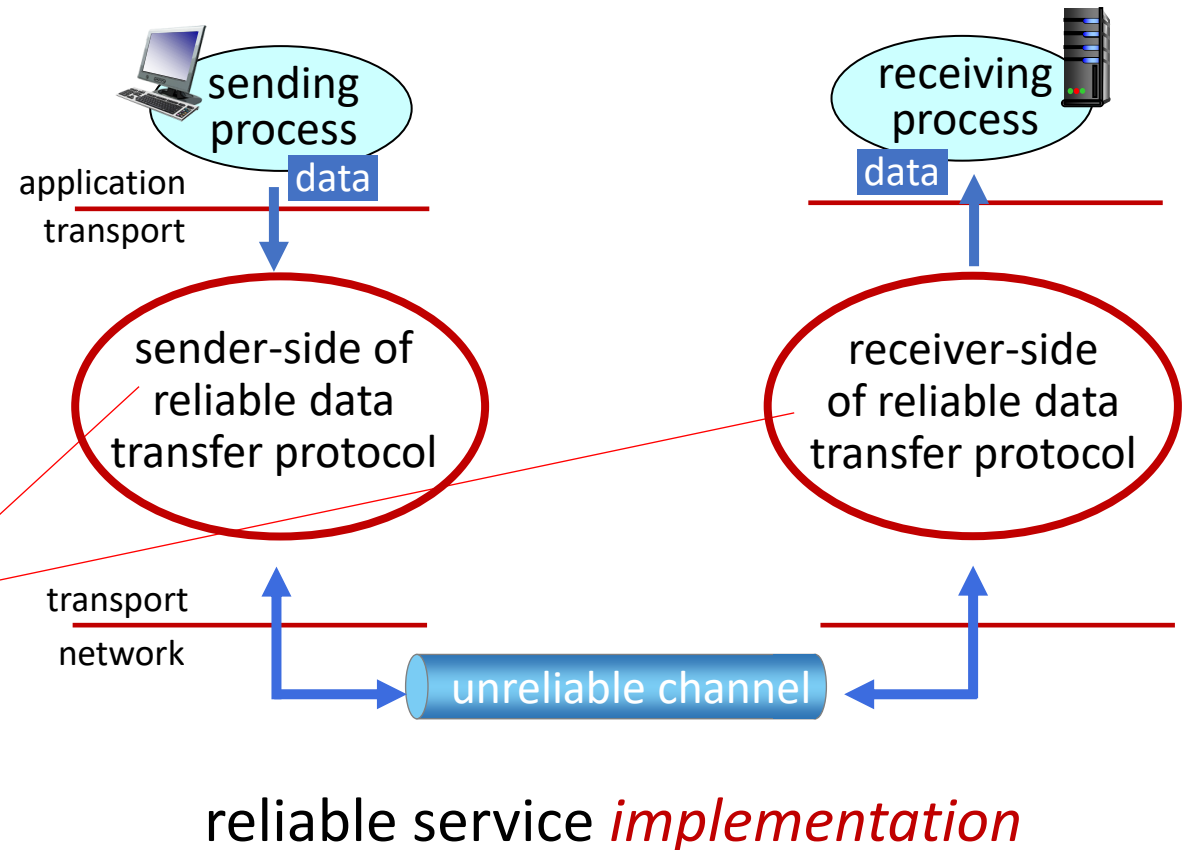 sending
process
data
application
transport
receiving
process
data
sender-side of
reliable data
transfer protocol
receiver-side
of reliable data
transfer protocol
transport
network
unreliable channel
reliable service implementation